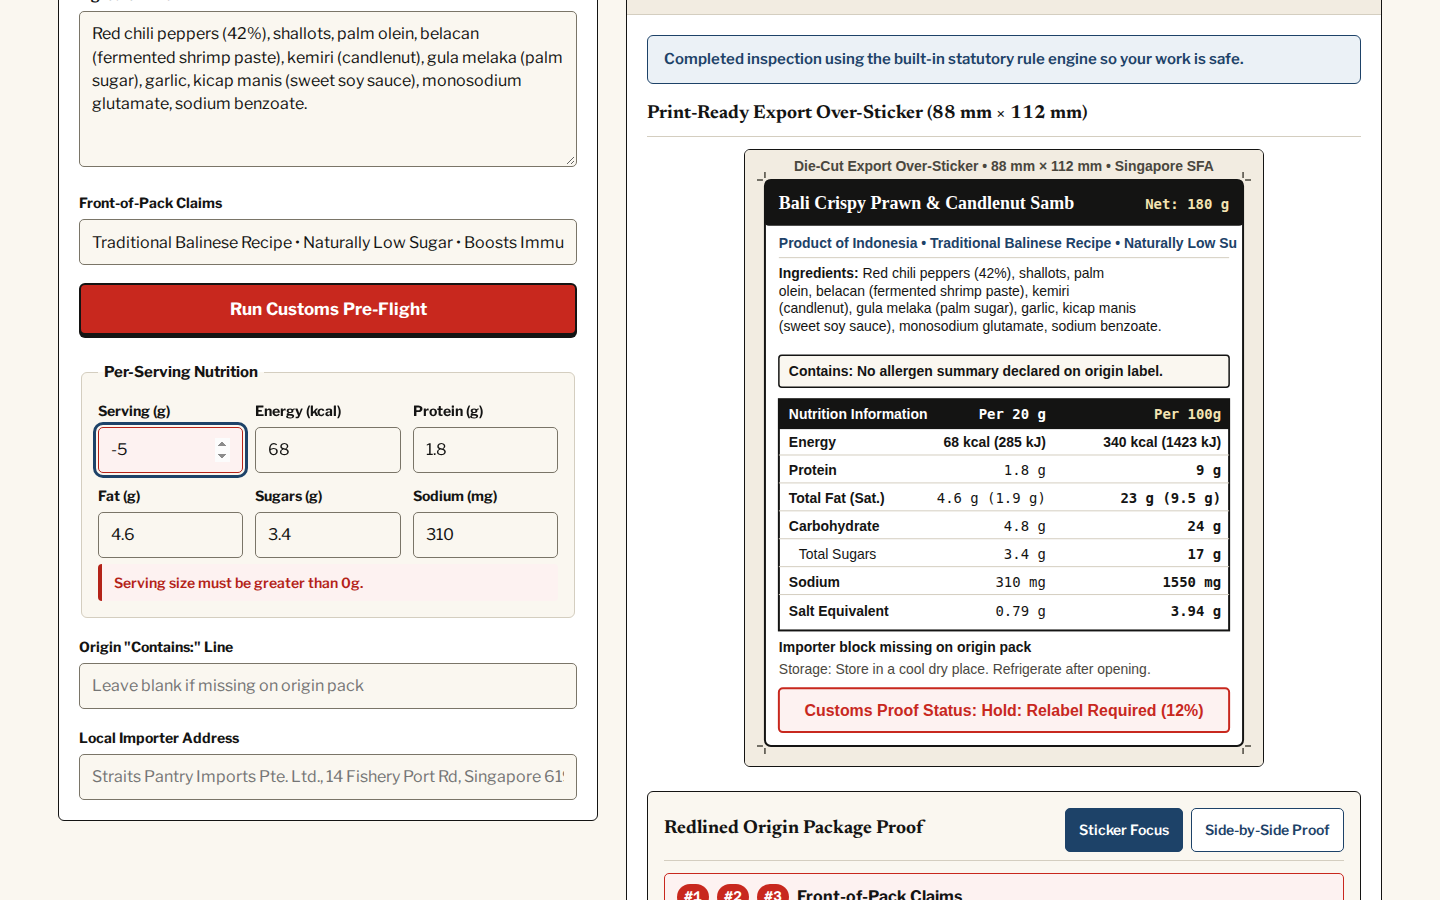 Red chili peppers (42%), shallots, palm olein, belacan
(fermented shrimp paste), kemiri (candlenut), gula melaka (palm
sugar), garlic, kicap manis (sweet soy sauce), monosodium
glutamate, sodium benzoate.
Front-of-Pack Claims
Traditional Balinese Recipe • Naturally Low Sugar • Boosts Immu
Run Customs Pre-Flight
Per-Serving Nutrition
Serving (g) Energy (kcal) Protein (g)
-5 68 1.8
Fat (g) Sugars (g) Sodium (mg)
4.6 3.4 310
Serving size must be greater than 0g.
Origin "Contains:" Line
Leave blank if missing on origin pack
Local Importer Address
Straits Pantry Imports Pte. Ltd., 14 Fishery Port Rd, Singapore
Completed inspection using the built-in statutory rule engine so your work is safe.
Print-Ready Export Over-Sticker (88 mm × 112 mm)
Die-Cut Export Over-Sticker • 88 mm × 112 mm • Singapore SFA
Bali Crispy Prawn & Candlenut Samb Net: 180 g
Product of Indonesia • Traditional Balinese Recipe • Naturally Low Su
Ingredients: Red chili peppers (42%), shallots, palm
olein, belacan (fermented shrimp paste), kemiri
(candlenut), gula melaka (palm sugar), garlic, kicap manis
(sweet soy sauce), monosodium glutamate, sodium benzoate.
Contains: No allergen summary declared on origin label.
Nutrition Information Per 20 g Per 100g
Energy 68 kcal (285 kJ) 340 kcal (1423 kJ)
Protein 1.8 g 9 g
Total Fat (Sat.) 4.6 g (1.9 g) 23 g (9.5 g)
Carbohydrate 4.8 g 24 g
Total Sugars 3.4 g 17 g
Sodium 310 mg 1550 mg
Salt Equivalent 0.79 g 3.94 g
Importer block missing on origin pack
Storage: Store in a cool dry place. Refrigerate after opening.
Customs Proof Status: Hold: Relabel Required (12%)
Redlined Origin Package Proof
Sticker Focus Side-by-Side Proof
#1 #2 #3 Front-of-Pack Claims